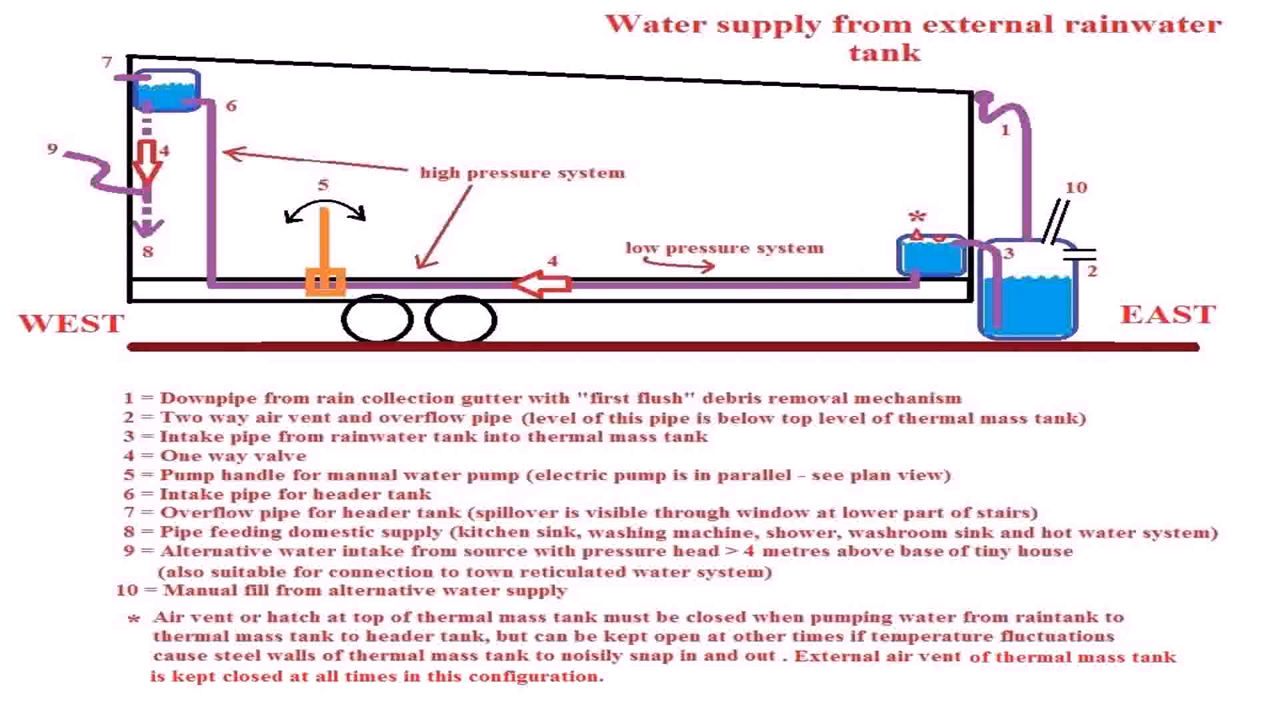 Water supply from external rainwater
tank
7
6
1
9
4
high pressure system
5
10
*
low pressure system
8
4
3
2
WEST
EAST
1 = Downpipe from rain collection gutter with "first flush" debris removal mechanism
2 = Two way air vent and overflow pipe (level of this pipe is below top level of thermal mass tank)
3 = Intake pipe from rainwater tank into thermal mass tank
4 = One way valve
5 = Pump handle for manual water pump (electric pump is in parallel - see plan view)
6 = Intake pipe for header tank
7 = Overflow pipe for header tank (spillover is visible through window at lower part of stairs)
8 = Pipe feeding domestic supply (kitchen sink, washing machine, shower, washroom sink and hot water system)
9 = Alternative water intake from source with pressure head > 4 metres above base of tiny house
(also suitable for connection to town reticulated water system)
10 = Manual fill from alternative water supply
* Air vent or hatch at top of thermal mass tank must be closed when pumping water from raintank to
thermal mass tank to header tank, but can be kept open at other times if temperature fluctuations
cause steel walls of thermal mass tank to noisily snap in and out . External air vent of thermal mass tank
is kept closed at all times in this configuration.